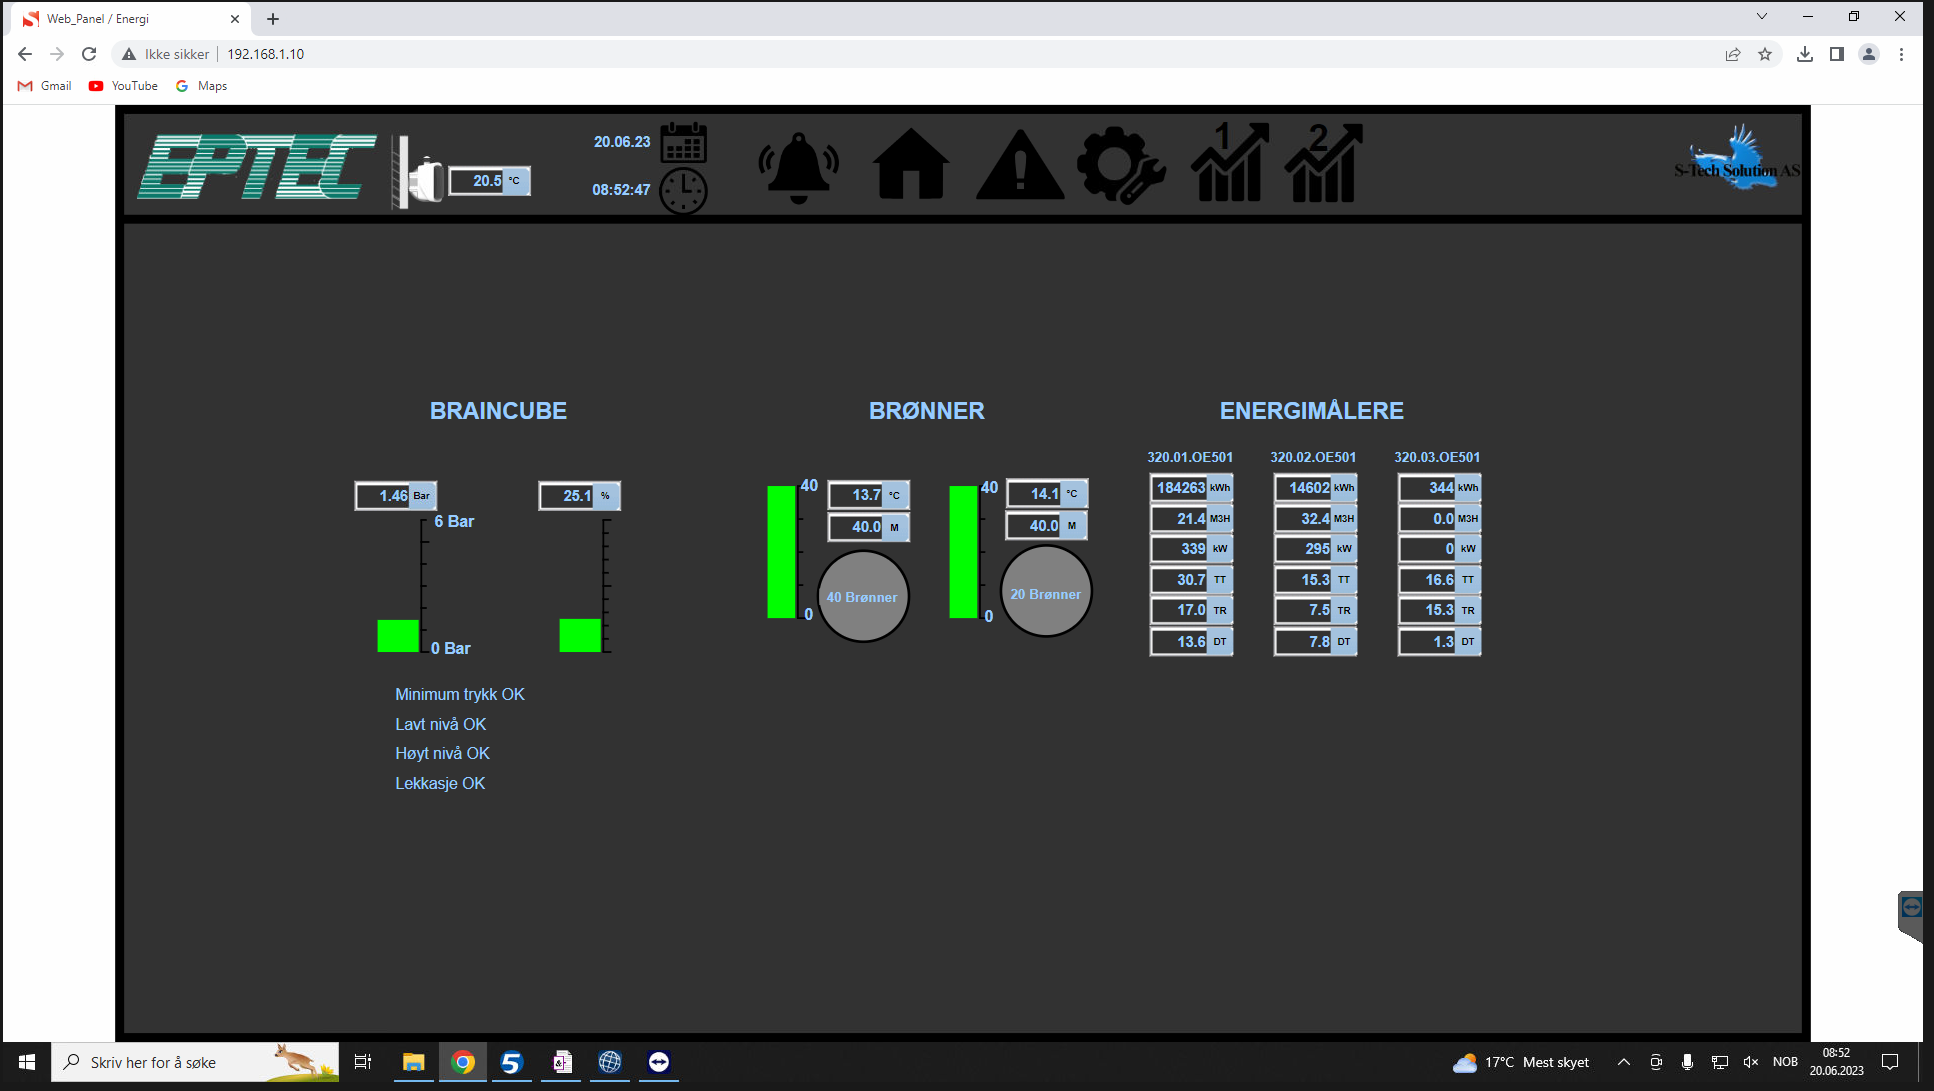 Web_Panel / Energi
Ikke sikker 192.168.1.10
Gmail YouTube Maps
EPTEC
20.5 °C
20.06.23
08:52:47
1
2
S-Tech Solution AS
BRAINCUBE
1.46 Bar
25.1 %
6 Bar
0 Bar
Minimum trykk OK
Lavt nivå OK
Høyt nivå OK
Lekkasje OK
BRØNNER
40
13.7 °C
40.0 M
40 Brønner
0
40
14.1 °C
40.0 M
20 Brønner
0
ENERGIMÅLERE
320.01.OE501 320.02.OE501 320.03.OE501
184263 kWh 14602 kWh 344 kWh
21.4 M3H 32.4 M3H 0.0 M3H
339 kW 295 kW 0 kW
30.7 TT 15.3 TT 16.6 TT
17.0 TR 7.5 TR 15.3 TR
13.6 DT 7.8 DT 1.3 DT
Skriv her for å søke
5
17°C Mest skyet
NOB
08:52
20.06.2023